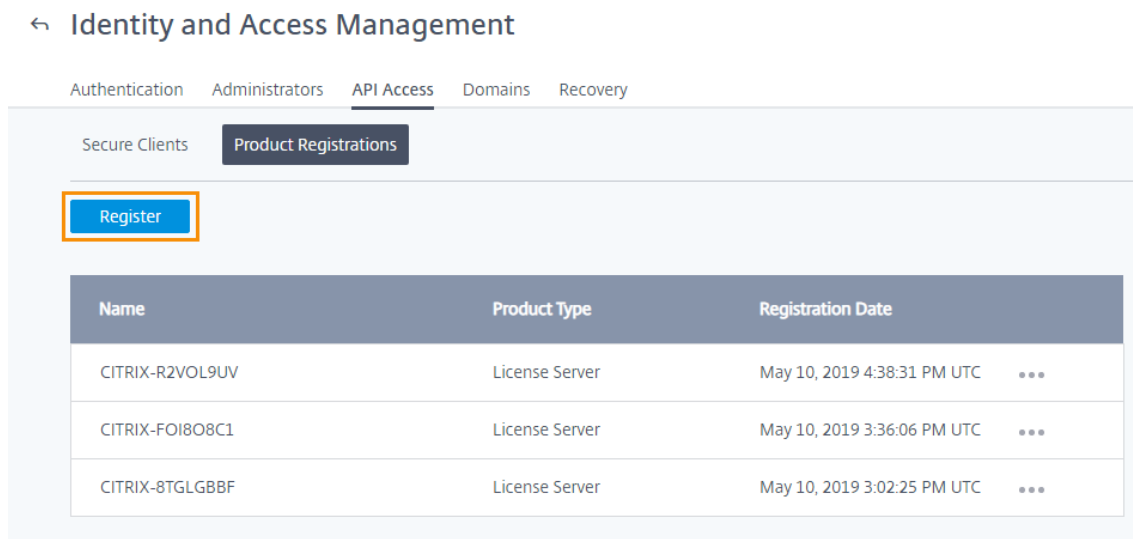 Identity and Access Management
Authentication Administrators API Access Domains Recovery
Secure Clients Product Registrations
Register
Name Product Type Registration Date
CITRIX-R2VOL9UV License Server May 10, 2019 4:38:31 PM UTC
CITRIX-FOI8O8C1 License Server May 10, 2019 3:36:06 PM UTC
CITRIX-8TGLGBBF License Server May 10, 2019 3:02:25 PM UTC